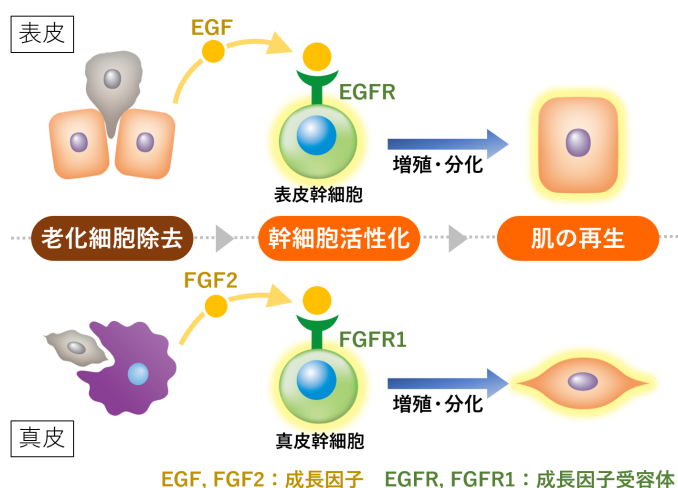 表皮
EGF
EGFR
表皮幹細胞
増殖・分化
老化細胞除去
幹細胞活性化
肌の再生
FGF2
FGFR1
真皮幹細胞
増殖・分化
真皮
EGF, FGF2：成長因子 EGFR, FGFR1：成長因子受容体